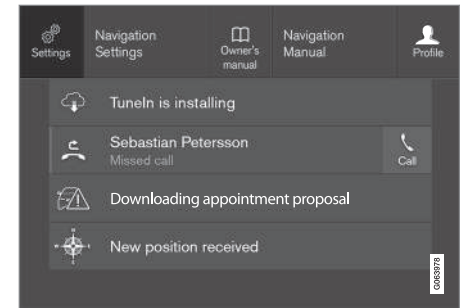 Settings
Navigation
Settings
Owner's
manual
Navigation
Manual
Profile
TuneIn is installing
Sebastian Petersson
Missed call
Call
Downloading appointment proposal
New position received
G063978